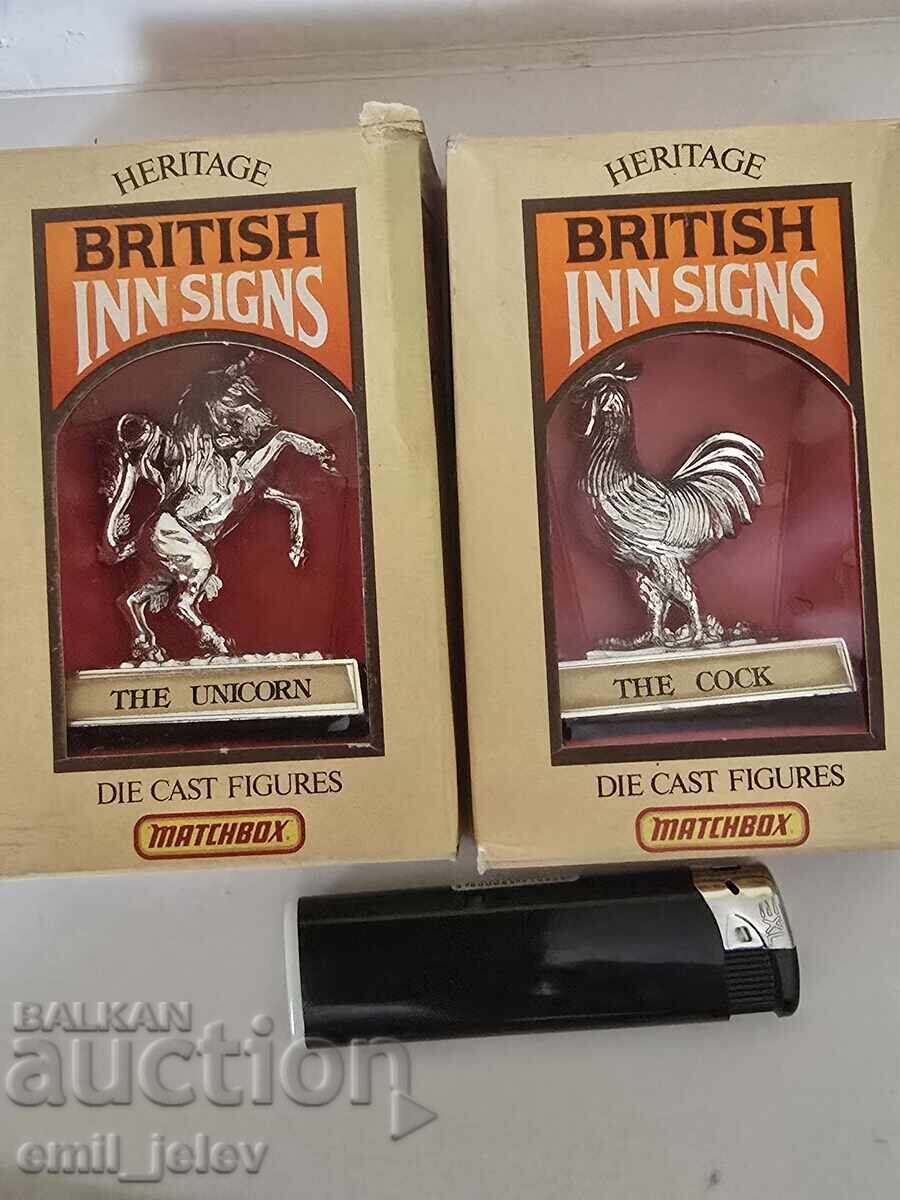 HERITAGE
BRITISH
INN SIGNS
THE UNICORN
DIE CAST FIGURES
MATCHBOX
HERITAGE
BRITISH
INN SIGNS
THE COCK
DIE CAST FIGURES
MATCHBOX
BALKAN
auction
emil_jelev